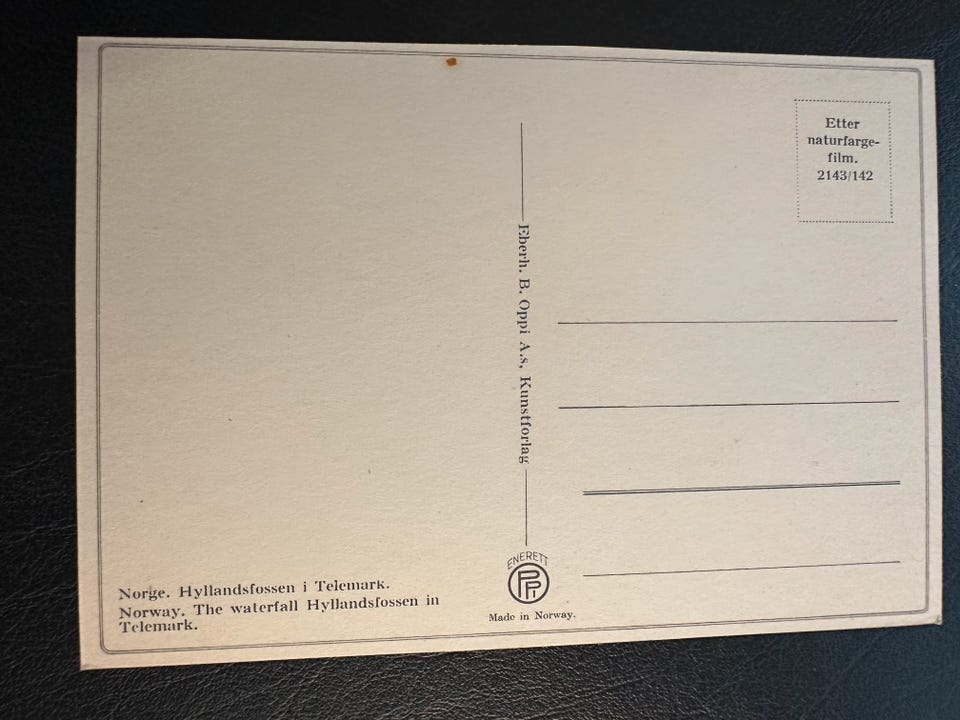 Etter
naturfarge-
film.
2143/142
Eberh. B. Oppi A.s, Kunstforlag
Norge. Hyllandsfossen i Telemark.
Norway. The waterfall Hyllandsfossen in
Telemark.
ENERETT
PPI
Made in Norway.